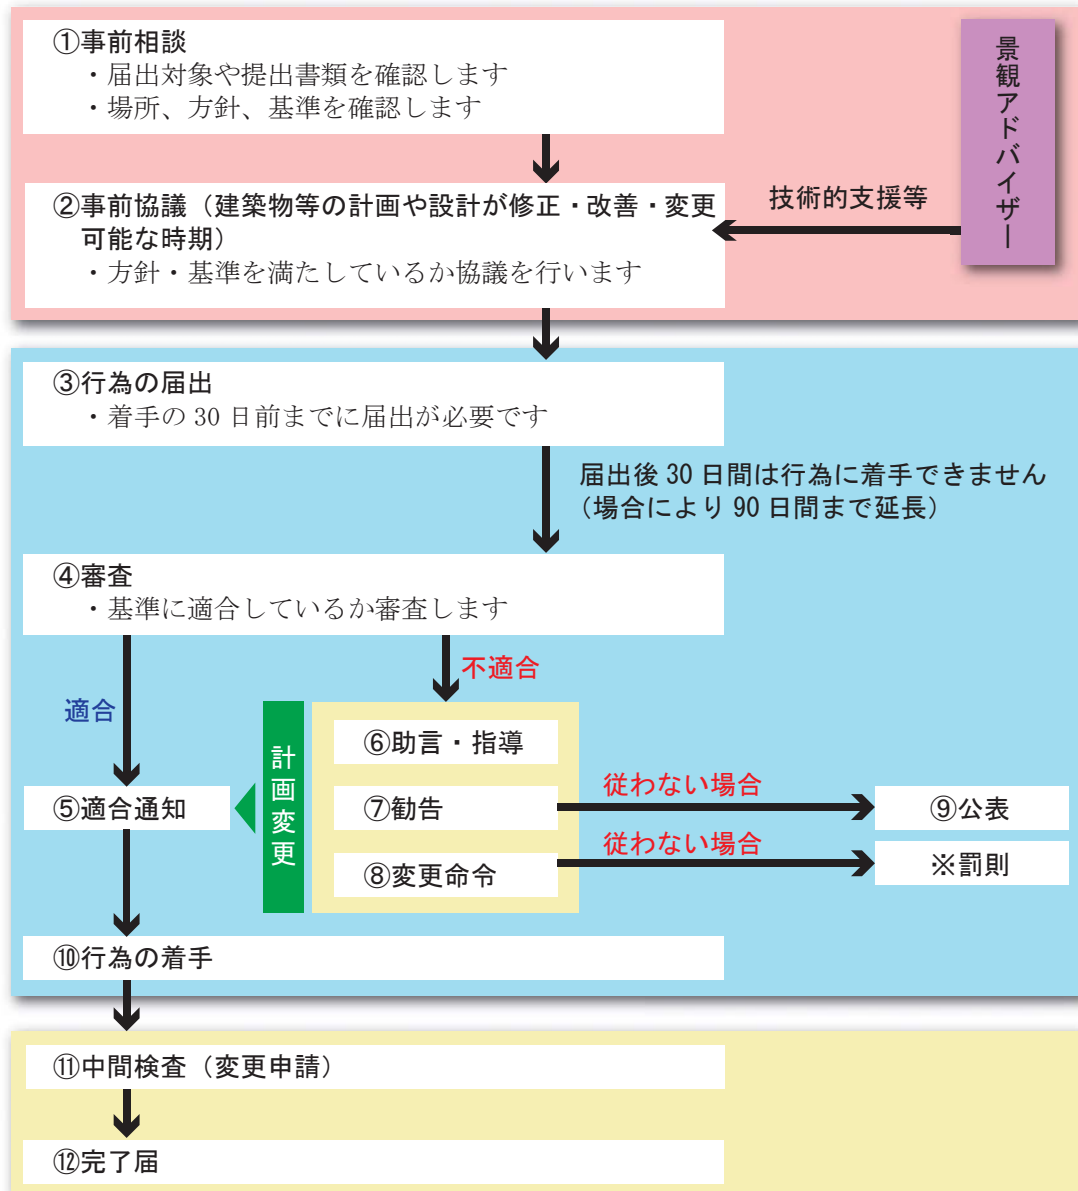 ①事前相談
・届出対象や提出書類を確認します
・場所、方針、基準を確認します
景観アドバイザー
②事前協議（建築物等の計画や設計が修正・改善・変更
可能な時期）
・方針・基準を満たしているか協議を行います
技術的支援等
③行為の届出
・着手の 30 日前までに届出が必要です
届出後 30 日間は行為に着手できません
（場合により 90 日間まで延長）
④審査
・基準に適合しているか審査します
適合
不適合
計画変更
⑥助言・指導
⑤適合通知
⑦勧告
従わない場合
⑨公表
⑧変更命令
従わない場合
※罰則
⑩行為の着手
⑪中間検査（変更申請）
⑫完了届